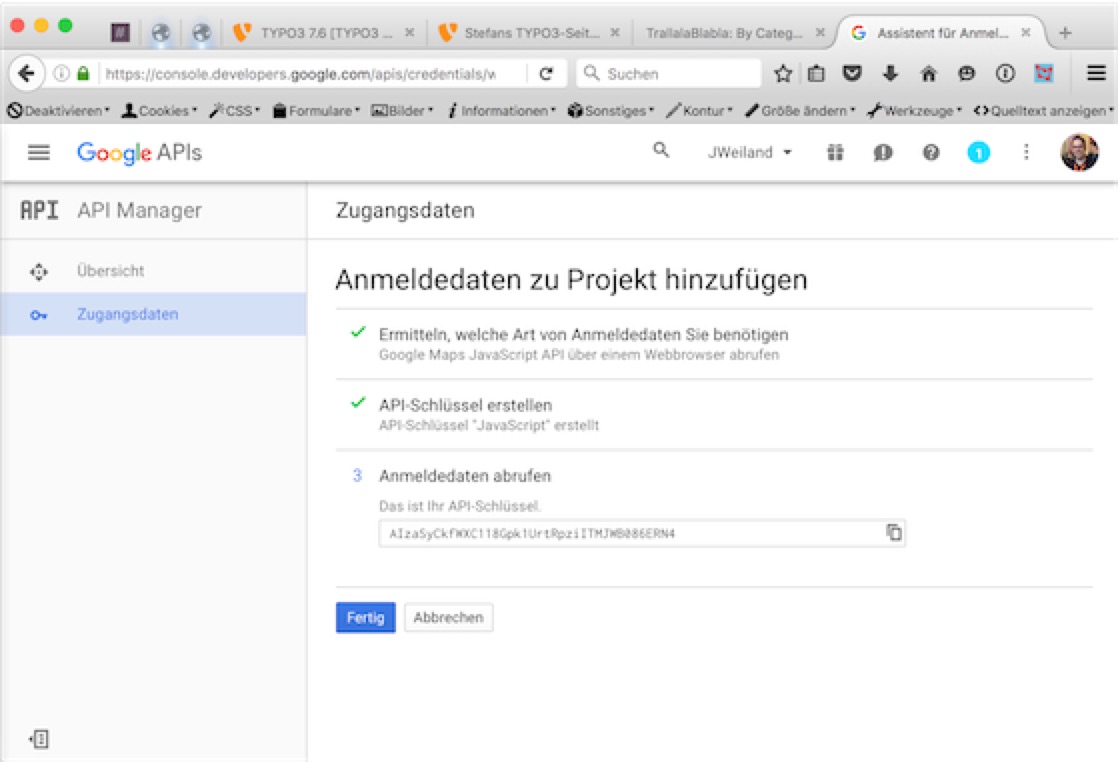 TYPO3 7.6 [TYPO3 ...
Stefans TYPO3-Seit...
TrallalaBlabla: By Categ...
Assistent für Anmel...
https://console.developers.google.com/apis/credentials/w
Suchen
Deaktivieren
Cookies
CSS
Formulare
Bilder
Informationen
Sonstiges
Kontur
Größe ändern
Werkzeuge
Quelltext anzeigen
Google APIs
JWeiland
1
API API Manager
Zugangsdaten
Übersicht
Zugangsdaten
Anmeldedaten zu Projekt hinzufügen
Ermitteln, welche Art von Anmeldedaten Sie benötigen
Google Maps JavaScript API über einem Webbrowser abrufen
API-Schlüssel erstellen
API-Schlüssel "JavaScript" erstellt
3 Anmeldedaten abrufen
Das ist Ihr API-Schlüssel.
Fertig
Abbrechen